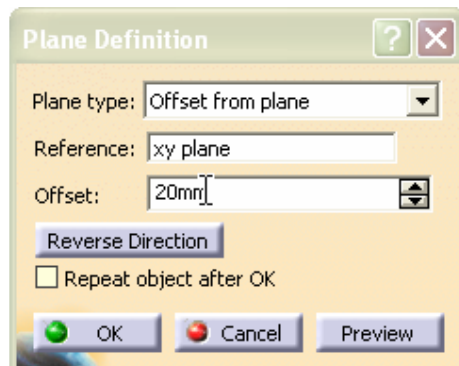 Plane Definition
Plane type: Offset from plane
Reference: xy plane
Offset: 20mm
Reverse Direction
Repeat object after OK
OK Cancel Preview